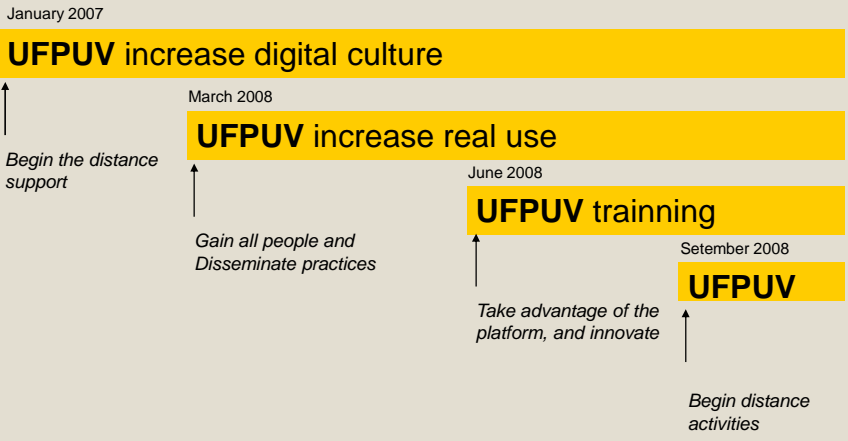 January 2007
UFPUV increase digital culture
March 2008
UFPUV increase real use
Begin the distance
support
June 2008
UFPUV trainning
Gain all people and
Disseminate practices
Setember 2008
UFPUV
Take advantage of the
platform, and innovate
Begin distance
activities